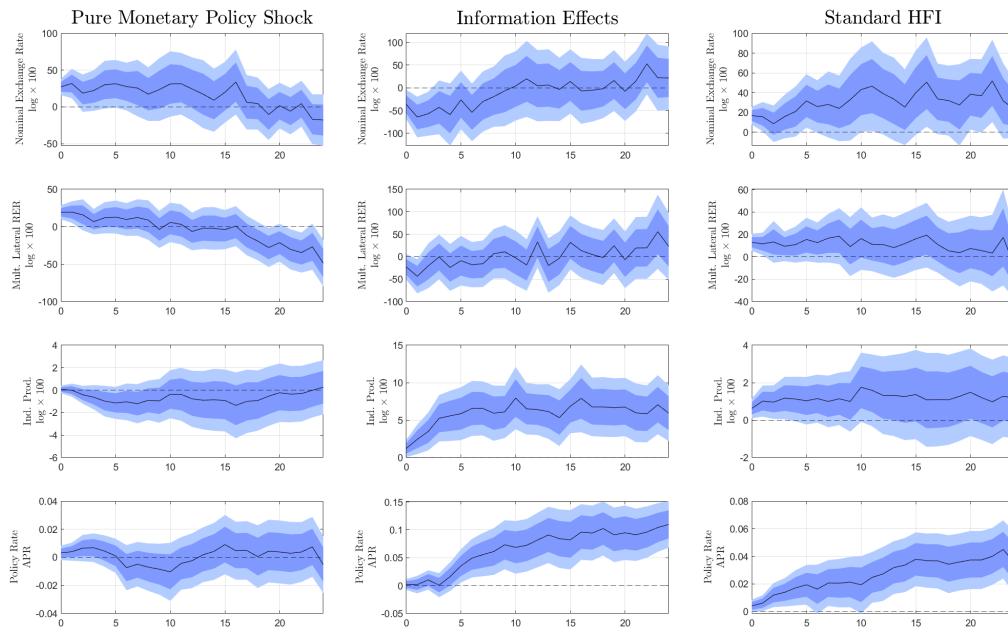 Pure Monetary Policy Shock
Information Effects
Standard HFI
Nominal Exchange Rate
log × 100
100
50
0
-50
0 5 10 15 20
Nominal Exchange Rate
log × 100
100
50
0
-50
-100
0 5 10 15 20
Nominal Exchange Rate
log × 100
100
80
60
40
20
0
0 5 10 15 20
Mult. Lateral RER
log × 100
50
0
-50
-100
0 5 10 15 20
Mult. Lateral RER
log × 100
150
100
50
0
-50
-100
0 5 10 15 20
Mult. Lateral RER
log × 100
60
40
20
0
-20
-40
0 5 10 15 20
Ind. Prod.
log × 100
4
2
0
-2
-4
-6
0 5 10 15 20
Ind. Prod.
log × 100
15
10
5
0
0 5 10 15 20
Ind. Prod.
log × 100
4
2
0
-2
0 5 10 15 20
Policy Rate
APR
0.04
0.02
0
-0.02
-0.04
0 5 10 15 20
Policy Rate
APR
0.15
0.1
0.05
0
-0.05
0 5 10 15 20
Policy Rate
APR
0.08
0.06
0.04
0.02
0
0 5 10 15 20